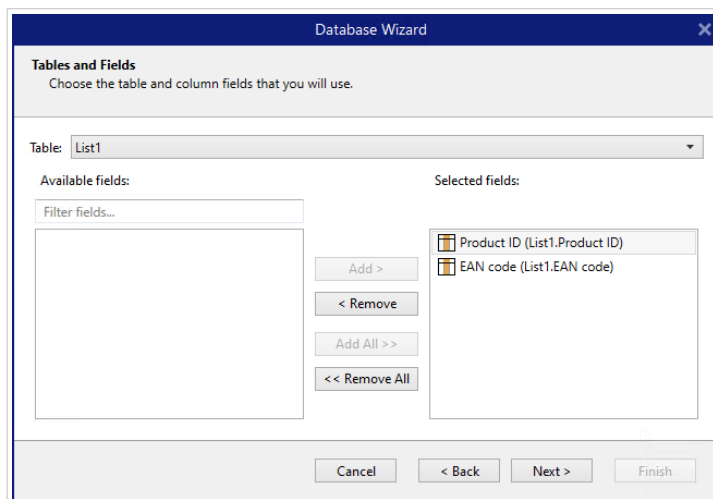 Database Wizard
Tables and Fields
Choose the table and column fields that you will use.
Table: List1
Available fields:
Selected fields:
Filter fields...
Product ID (List1.Product ID)
EAN code (List1.EAN code)
Add >
< Remove
Add All >>
<< Remove All
Cancel
< Back
Next >
Finish